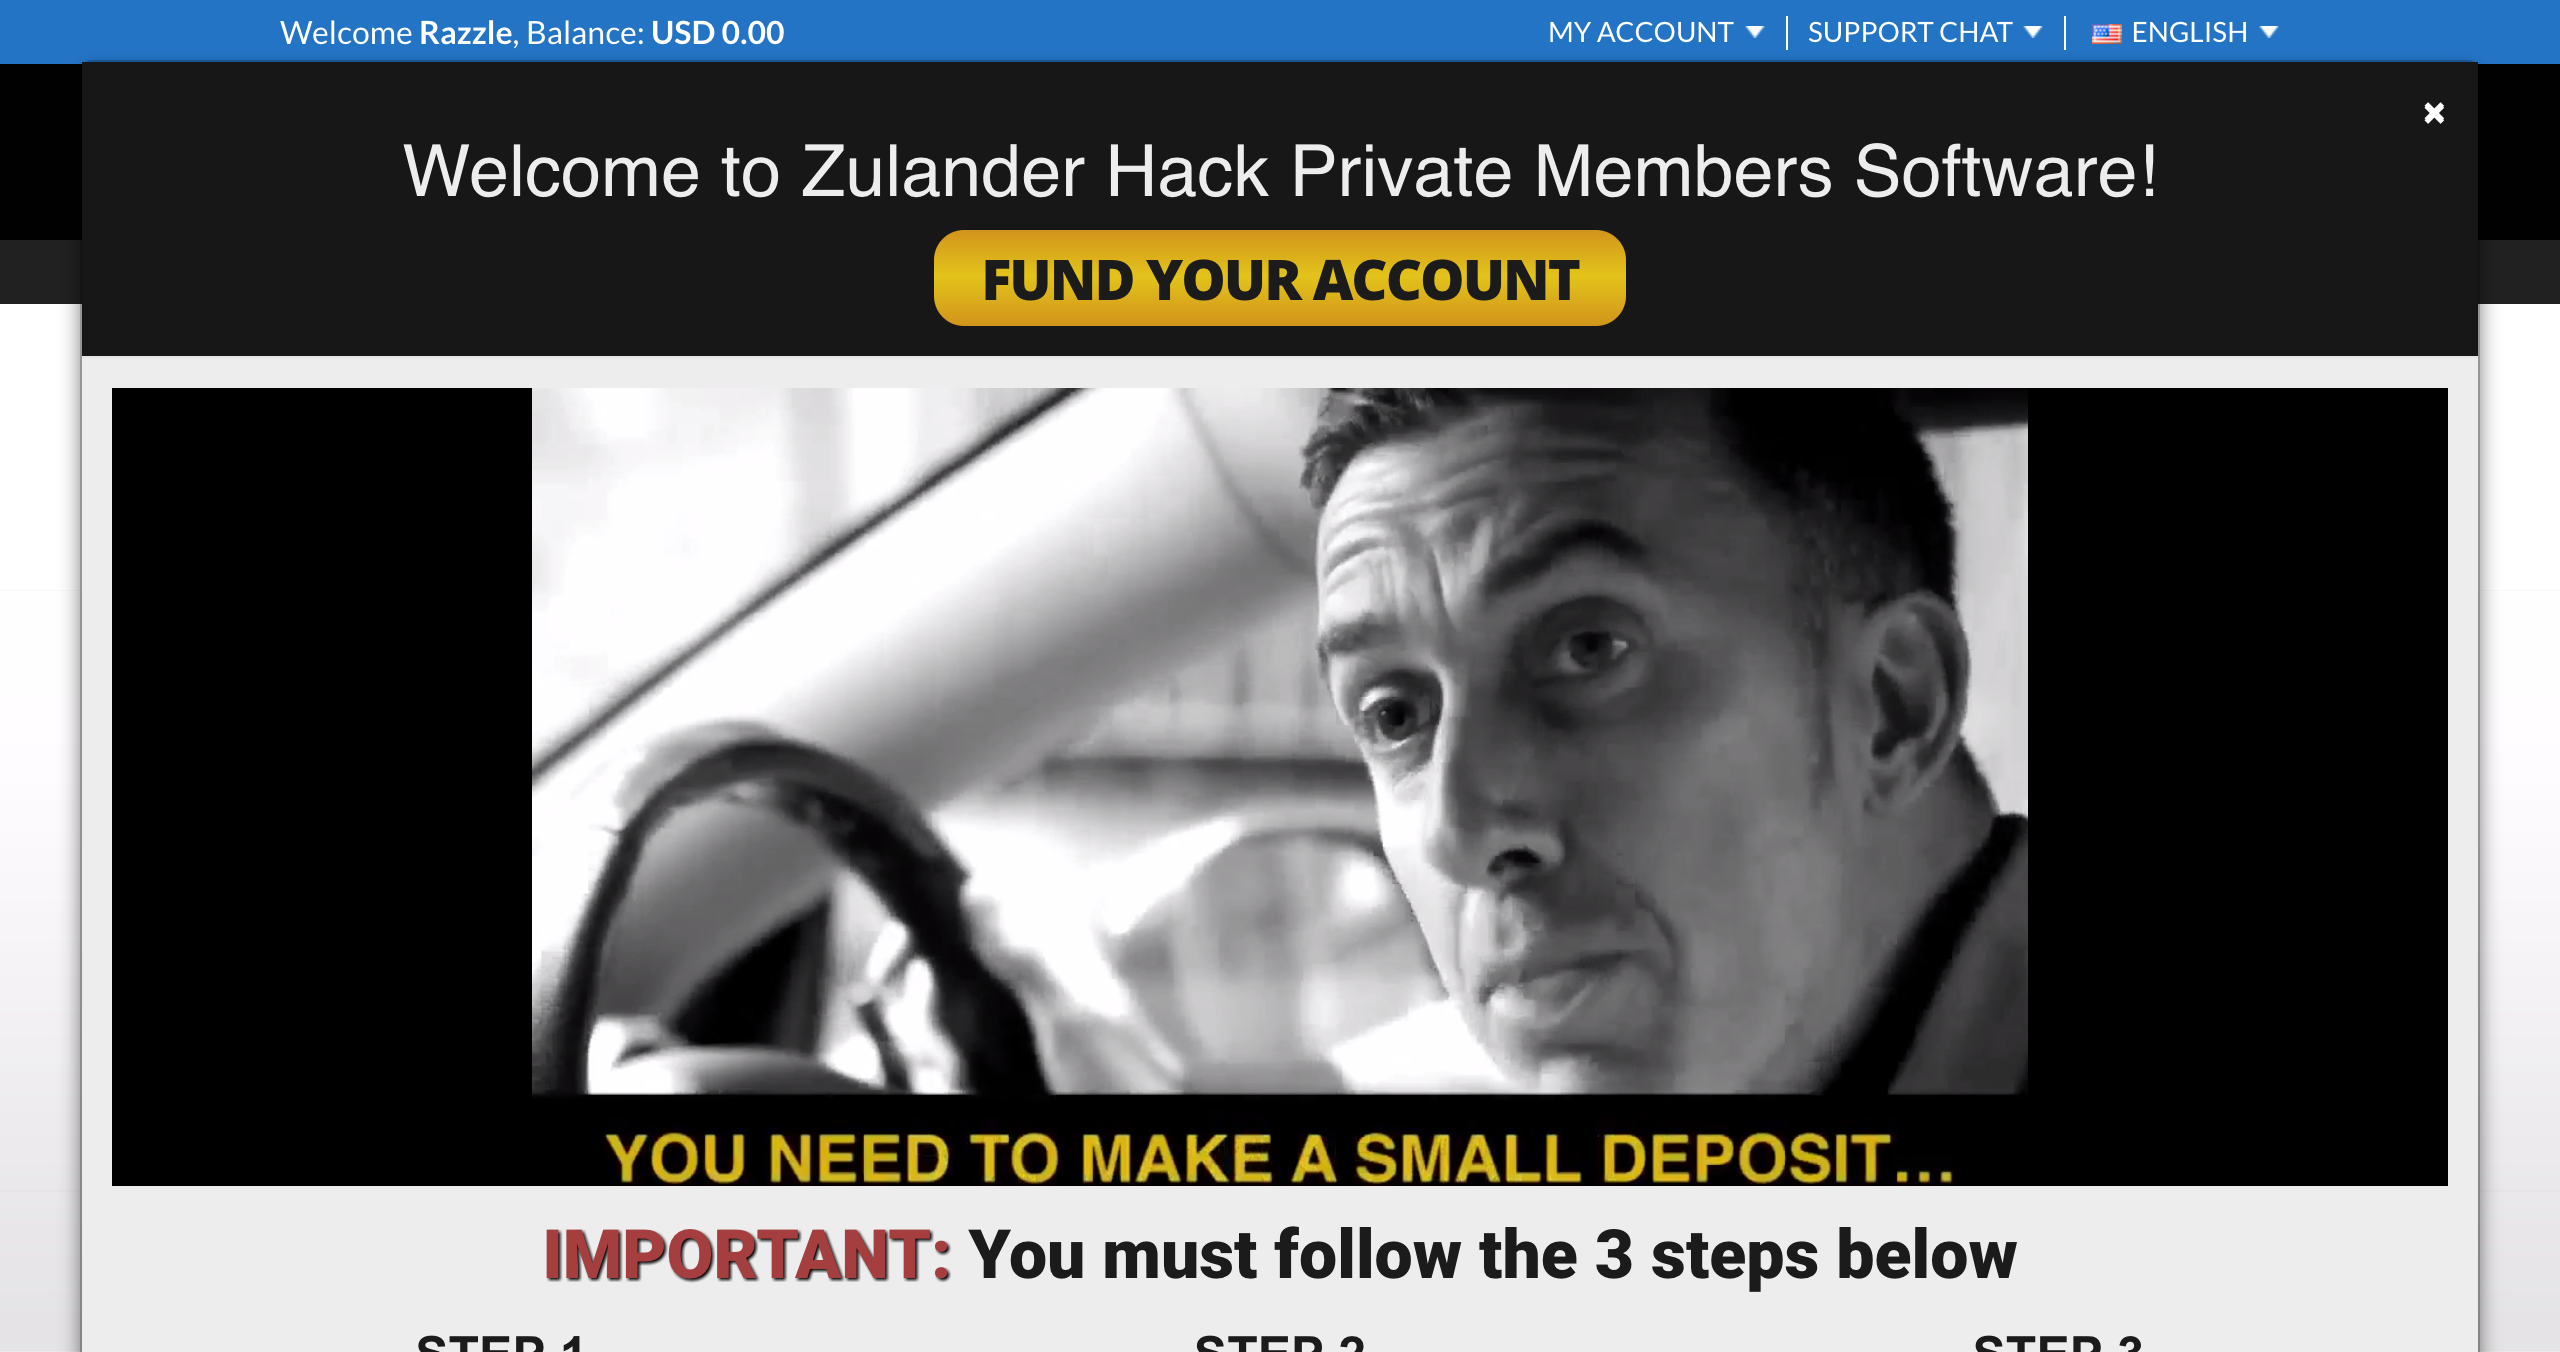 Welcome Razzle, Balance: USD 0.00
MY ACCOUNT
SUPPORT CHAT
ENGLISH
Welcome to Zulander Hack Private Members Software!
FUND YOUR ACCOUNT
YOU NEED TO MAKE A SMALL DEPOSIT...
IMPORTANT: You must follow the 3 steps below
STEP 1
STEP 2
STEP 3